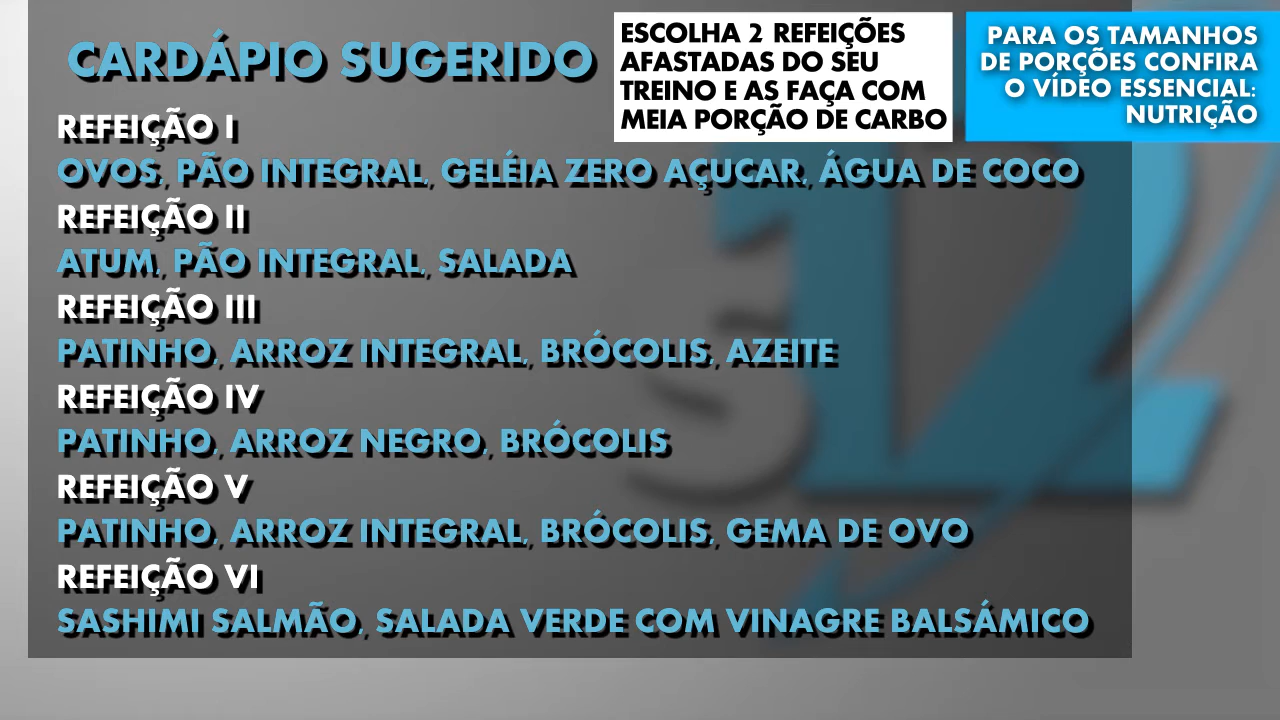 CARDÁPIO SUGERIDO
ESCOLHA 2 REFEIÇÕES
AFASTADAS DO SEU
TREINO E AS FAÇA COM
MEIA PORÇÃO DE CARBO
PARA OS TAMANHOS
DE PORÇÕES CONFIRA
O VÍDEO ESSENCIAL:
NUTRIÇÃO
REFEIÇÃO I
OVOS, PÃO INTEGRAL, GELÉIA ZERO AÇUCAR, ÁGUA DE COCO
REFEIÇÃO II
ATUM, PÃO INTEGRAL, SALADA
REFEIÇÃO III
PATINHO, ARROZ INTEGRAL, BRÓCOLIS, AZEITE
REFEIÇÃO IV
PATINHO, ARROZ NEGRO, BRÓCOLIS
REFEIÇÃO V
PATINHO, ARROZ INTEGRAL, BRÓCOLIS, GEMA DE OVO
REFEIÇÃO VI
SASHIMI SALMÃO, SALADA VERDE COM VINAGRE BALSÁMICO
12